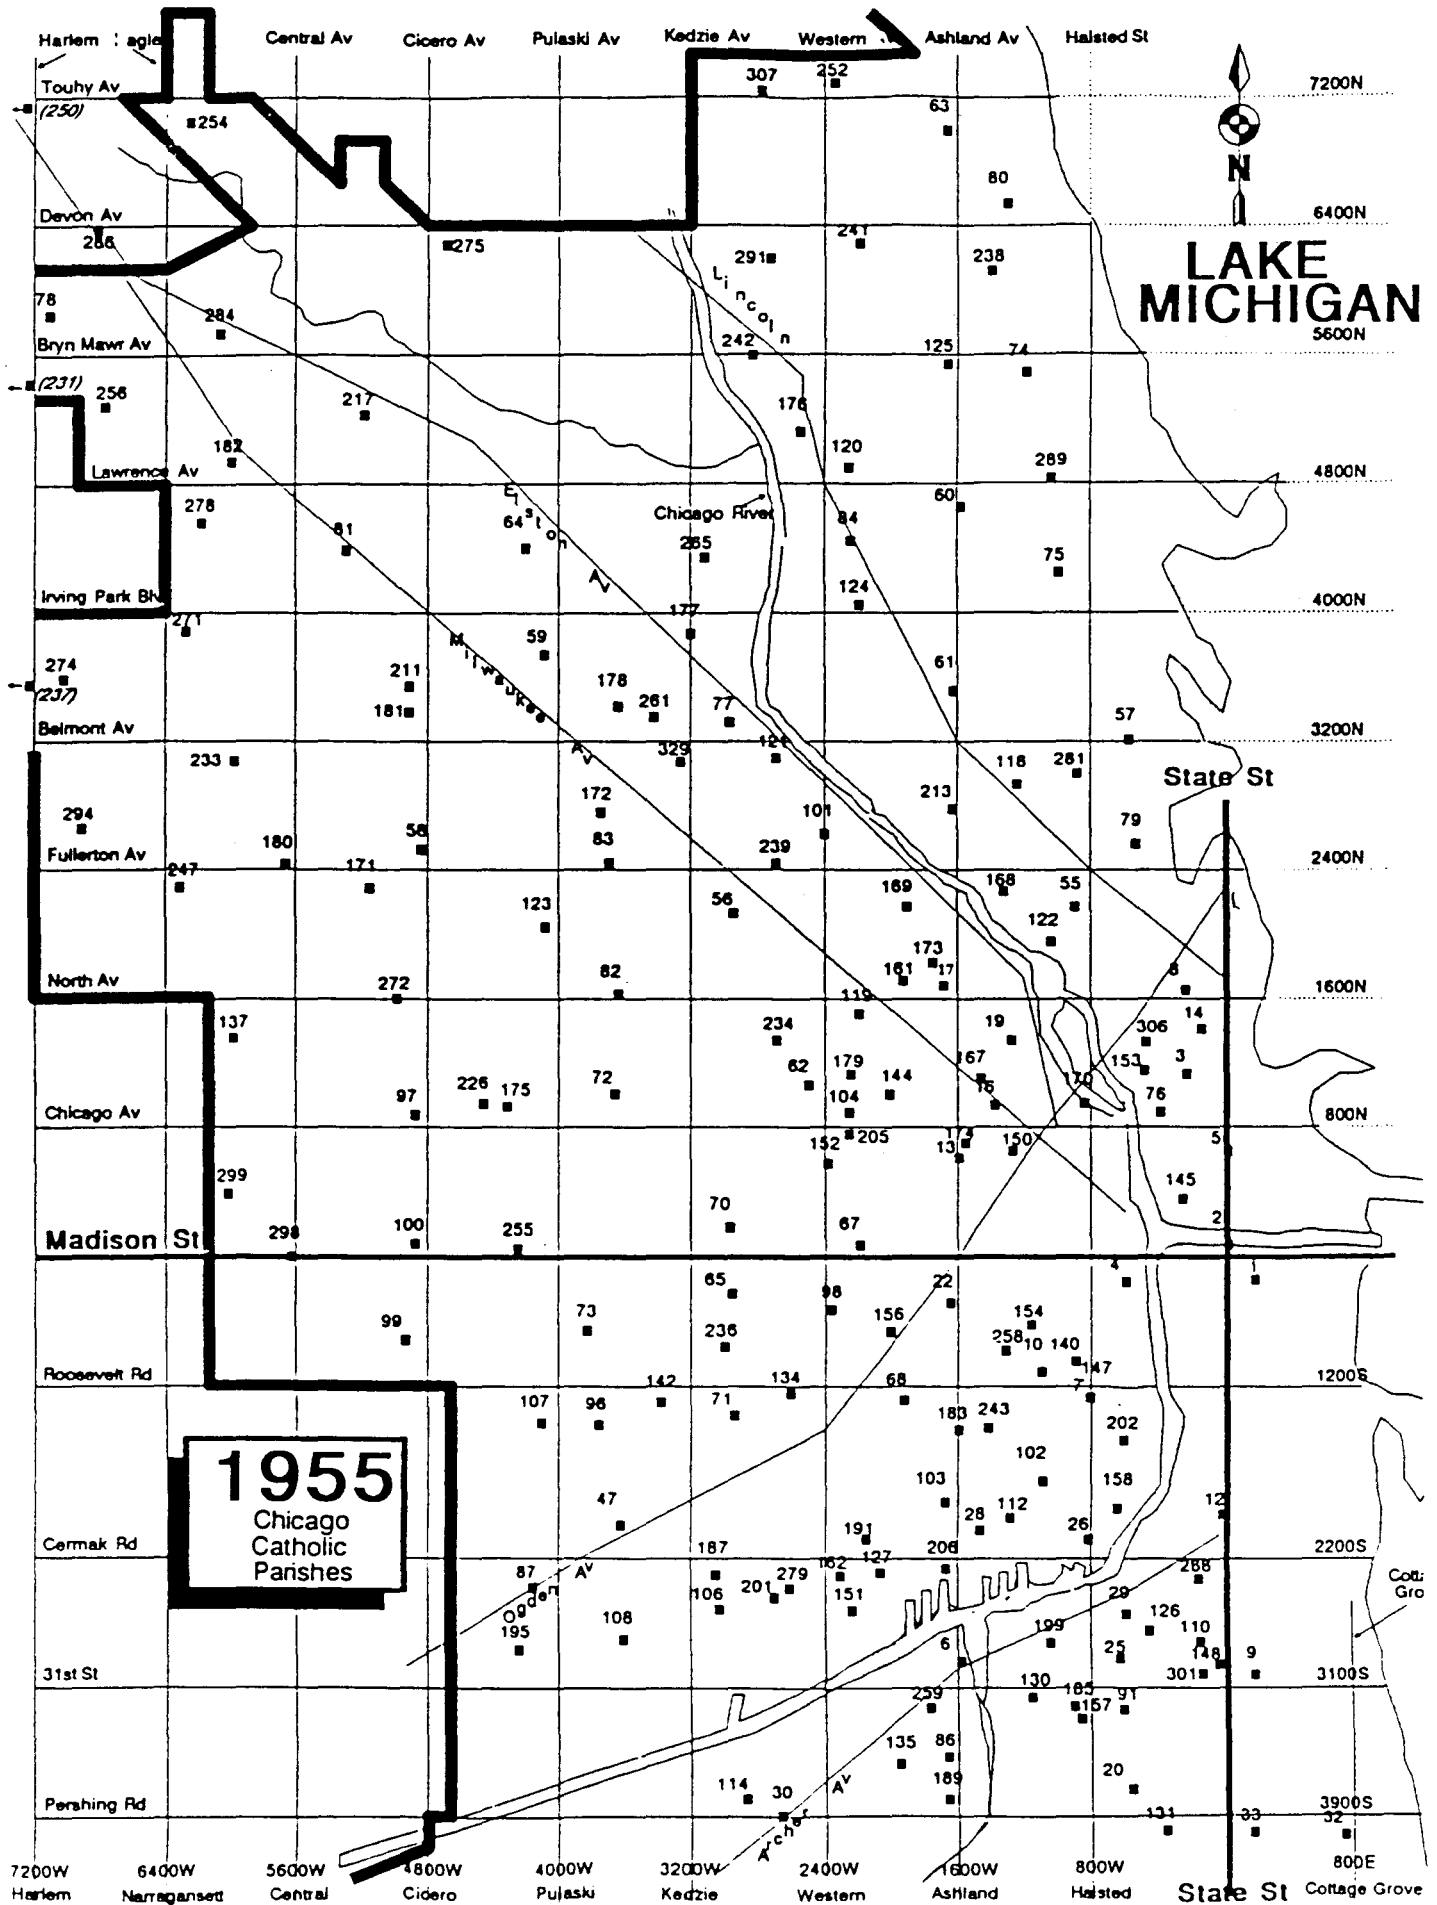 Harlem
Central Av
Cicero Av
Pulaski Av
Kedzie Av
Western
Ashland Av
Halsted St
Touhy Av
307
252
7200N
(250)
254
63
N
80
Devon Av
6400N
275
241
291
238
LAKE
MICHIGAN
Lincoln
78
284
242
125
74
5600N
Bryn Mawr Av
(231)
256
217
176
182
120
289
Lawrence Av
4800N
Elston Av
278
64
Chicago River
60
84
81
265
75
Irving Park Blv
124
4000N
271
177
59
Milwaukee Av
274
211
178
61
(237)
181
261
77
57
Belmont Av
3200N
233
329
121
118
281
State St
172
213
294
58
101
79
180
83
239
Fullerton Av
2400N
247
171
169
168
55
123
56
122
173
North Av
272
82
161
17
8
1600N
119
137
234
19
306
14
62
179
167
153
3
226
175
72
144
15
170
97
104
76
Chicago Av
800N
205
174
152
13
150
5
299
145
70
2
Madison St
298
100
255
67
65
98
22
4
1
73
154
99
236
156
258
10
140
Roosevelt Rd
147
1200S
142
134
107
96
71
68
7
183
243
202
1955
Chicago
Catholic
Parishes
102
103
158
47
28
112
12
191
26
Cermak Rd
2200S
187
206
87
Ogden Av
279
162
127
268
106
201
151
29
Cotta
Gro
108
126
195
199
110
6
25
148
9
31st St
301
3100S
130
185
259
157
91
135
86
114
30
189
20
Archer Av
Pershing Rd
3900S
131
33
32
7200W
6400W
5600W
4800W
4000W
3200W
2400W
1600W
800W
800E
Harlem
Narragansett
Central
Cicero
Pulaski
Kedzie
Western
Ashland
Halsted
State St
Cottage Grove